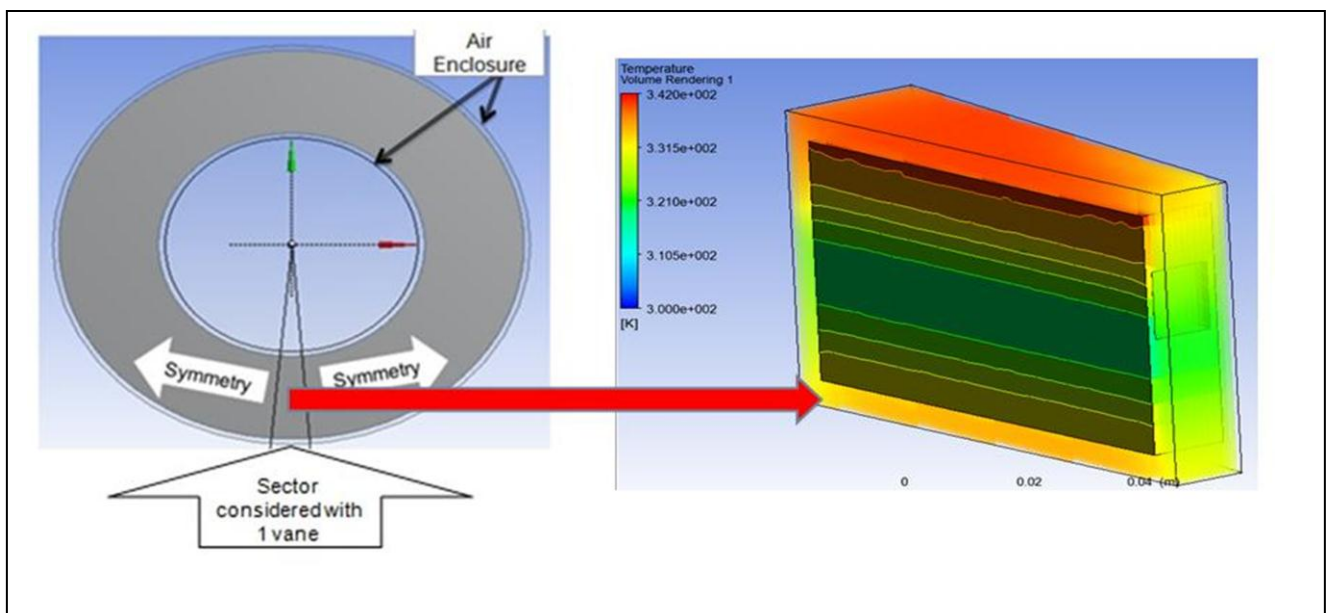 Air
Enclosure
Symmetry
Symmetry
Sector
considered with
1 vane
Temperature
Volume Rendering 1
3.420e+002
3.315e+002
3.210e+002
3.105e+002
3.000e+002
[K]
0 0.02 0.04 (m)